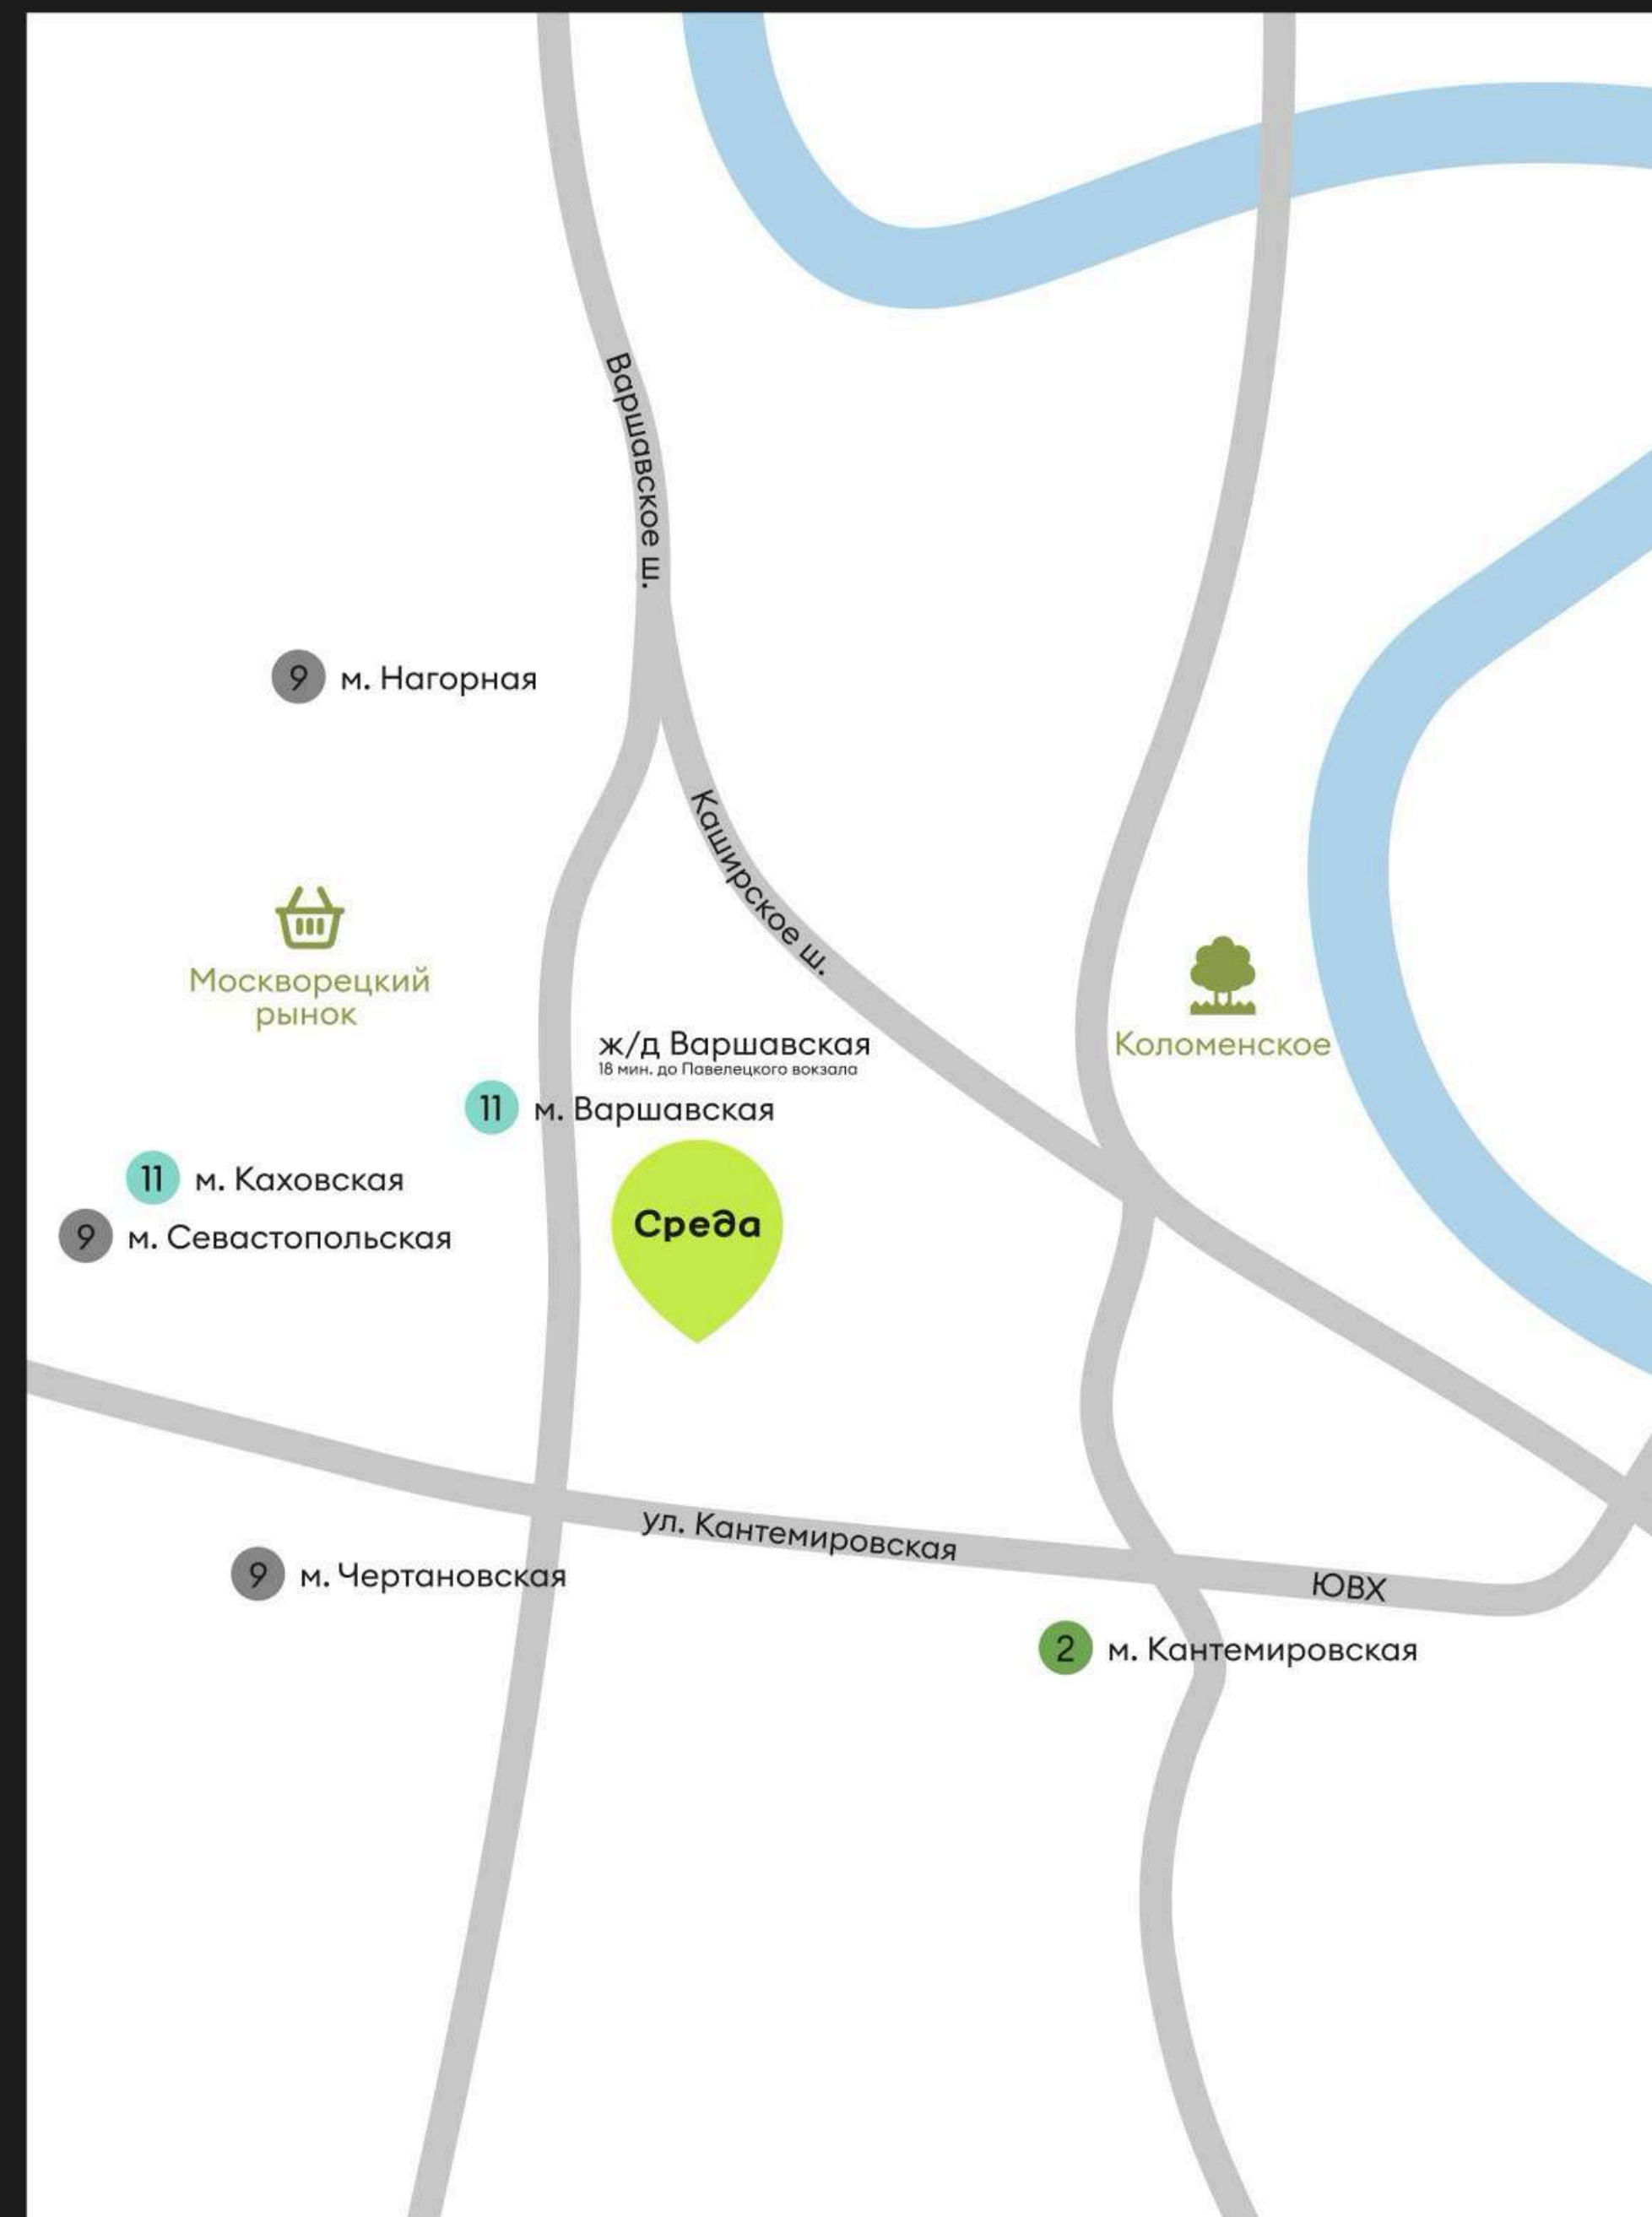 Варшавское ш.
9 м. Нагорная
Каширское ш.
Москворецкий
рынок
Коломенское
ж/д Варшавская
18 мин. до Павелецкого вокзала
11 м. Варшавская
11 м. Каховская
Среда
9 м. Севастопольская
ул. Кантемировская
9 м. Чертановская
ЮВХ
2 м. Кантемировская